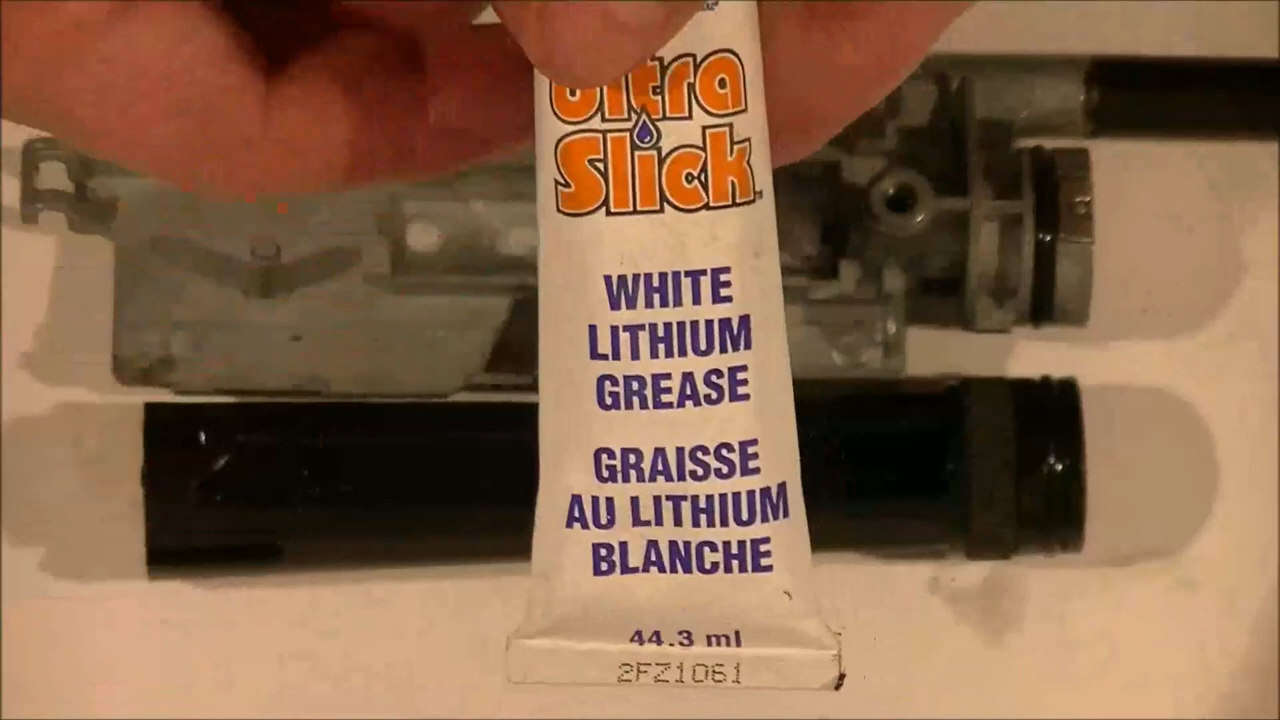 Ultra
Slick
WHITE
LITHIUM
GREASE
GRAISSE
AU LITHIUM
BLANCHE
44.3 ml
2FZ1061